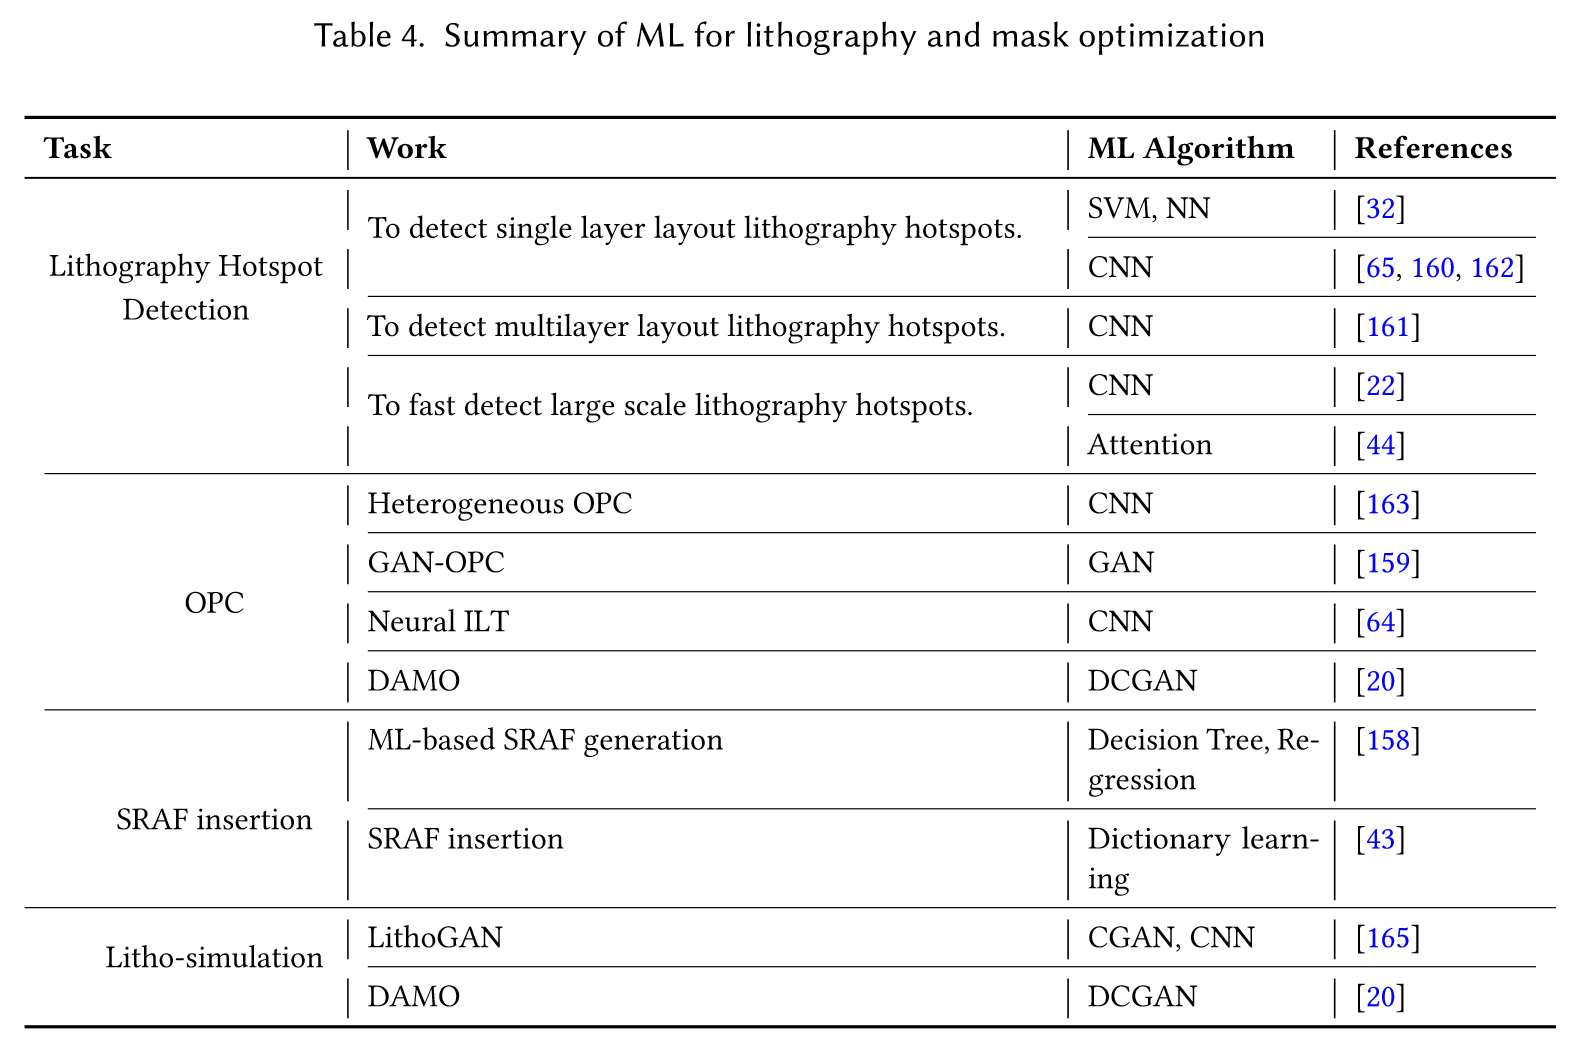 Table 4. Summary of ML for lithography and mask optimization
Task Work ML Algorithm References
Lithography Hotspot
Detection
To detect single layer layout lithography hotspots.
SVM, NN [32]
CNN [65, 160, 162]
To detect multilayer layout lithography hotspots. CNN [161]
To fast detect large scale lithography hotspots.
CNN [22]
Attention [44]
OPC
Heterogeneous OPC CNN [163]
GAN-OPC GAN [159]
Neural ILT CNN [64]
DAMO DCGAN [20]
SRAF insertion
ML-based SRAF generation Decision Tree, Re- [158]
gression
SRAF insertion Dictionary learn- [43]
ing
Litho-simulation
LithoGAN CGAN, CNN [165]
DAMO DCGAN [20]